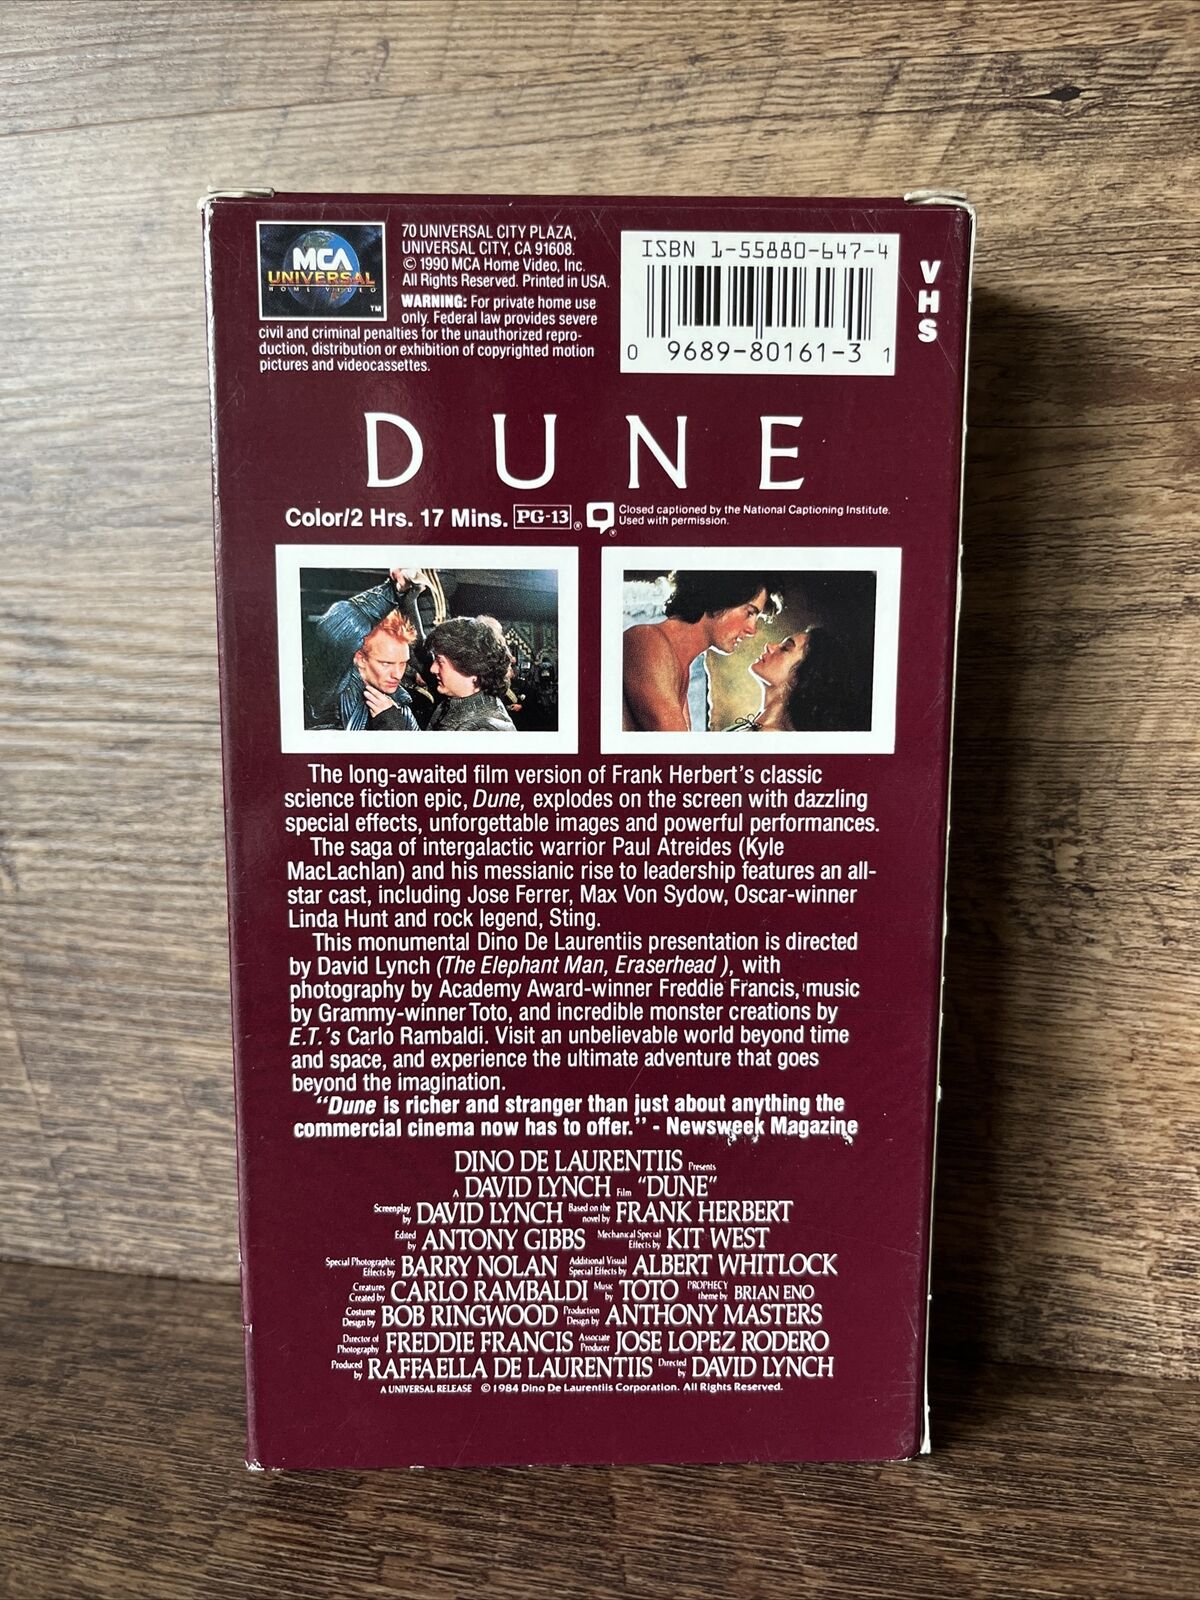 MCA
UNIVERSAL
HOME VIDEO
TM
70 UNIVERSAL CITY PLAZA,
UNIVERSAL CITY, CA 91608.
© 1990 MCA Home Video, Inc.
All Rights Reserved. Printed in USA.
WARNING: For private home use
only. Federal law provides severe
civil and criminal penalties for the unauthorized repro-
duction, distribution or exhibition of copyrighted motion
pictures and videocassettes.
ISBN 1-55880-647-4
0 9689-80161-3 1
VHS
DUNE
Color/2 Hrs. 17 Mins. PG-13 ® ® Closed captioned by the National Captioning Institute.
Used with permission.
The long-awaited film version of Frank Herbert's classic
science fiction epic, Dune, explodes on the screen with dazzling
special effects, unforgettable images and powerful performances.
The saga of intergalactic warrior Paul Atreides (Kyle
MacLachlan) and his messianic rise to leadership features an all-
star cast, including Jose Ferrer, Max Von Sydow, Oscar-winner
Linda Hunt and rock legend, Sting.
This monumental Dino De Laurentiis presentation is directed
by David Lynch (The Elephant Man, Eraserhead ), with
photography by Academy Award-winner Freddie Francis, music
by Grammy-winner Toto, and incredible monster creations by
E.T.'s Carlo Rambaldi. Visit an unbelievable world beyond time
and space, and experience the ultimate adventure that goes
beyond the imagination.
"Dune is richer and stranger than just about anything the
commercial cinema now has to offer." - Newsweek Magazine
DINO DE LAURENTIIS Presents
A DAVID LYNCH Film "DUNE"
Screenplay by DAVID LYNCH Based on the novel by FRANK HERBERT
Edited by ANTONY GIBBS Mechanical Special Effects by KIT WEST
Special Photographic Effects by BARRY NOLAN Additional Visual Special Effects by ALBERT WHITLOCK
Creatures Created by CARLO RAMBALDI Music by TOTO PROPHECY theme by BRIAN ENO
Costume Design by BOB RINGWOOD Production Design by ANTHONY MASTERS
Director of Photography FREDDIE FRANCIS Associate Producer JOSE LOPEZ RODERO
Produced by RAFFAELLA DE LAURENTIIS Directed by DAVID LYNCH
A UNIVERSAL RELEASE © 1984 Dino De Laurentiis Corporation. All Rights Reserved.